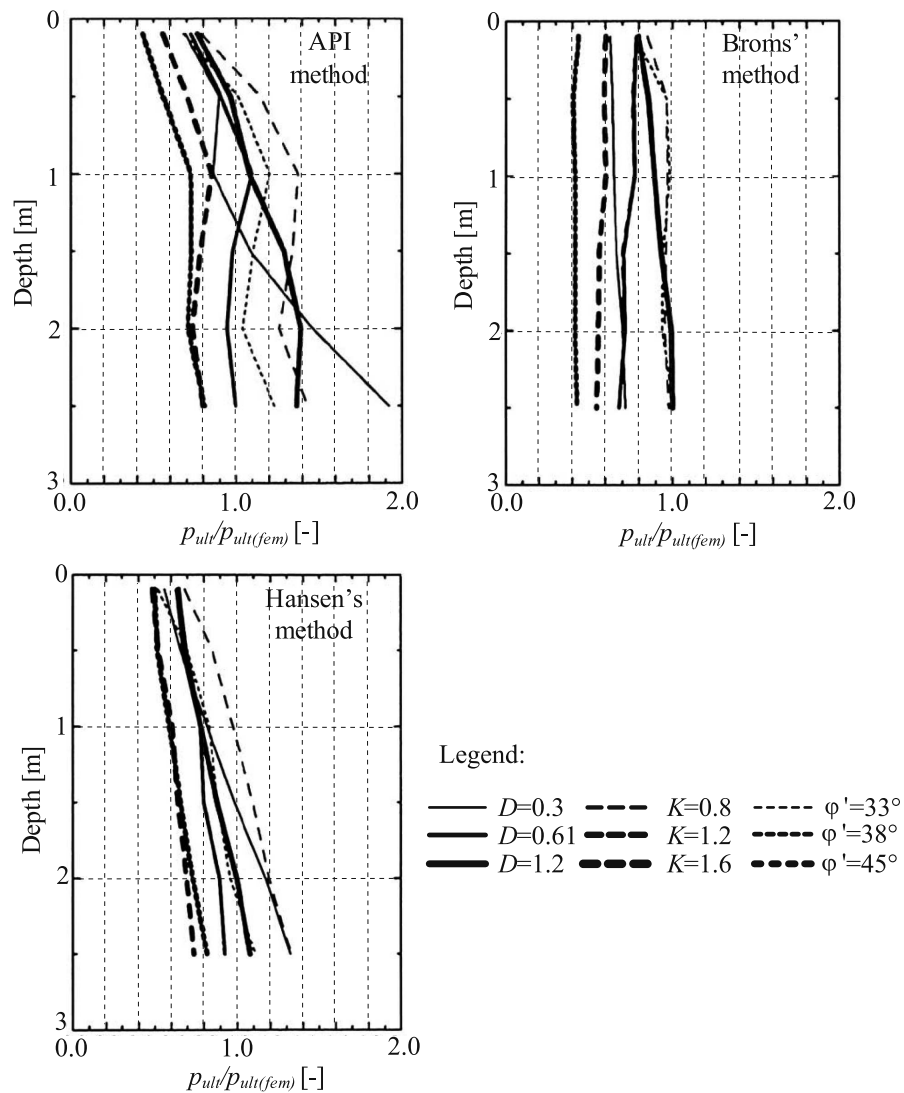 API
method
0
1
2
3
Depth [m]
0.0
1.0
2.0
pult/pult(fem) [-]
Broms'
method
0
1
2
3
Depth [m]
0.0
1.0
2.0
pult/pult(fem) [-]
Hansen's
method
0
1
2
3
Depth [m]
0.0
1.0
2.0
pult/pult(fem) [-]
Legend:
D=0.3 K=0.8 φ'=33°
D=0.61 K=1.2 φ'=38°
D=1.2 K=1.6 φ'=45°